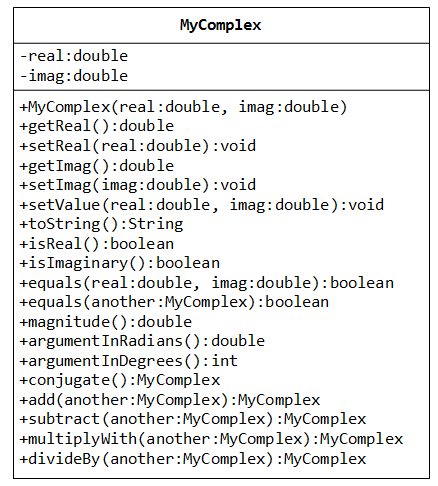 MyComplex
-real:double
-imag:double
+MyComplex(real:double, imag:double)
+getReal():double
+setReal(real:double):void
+getImag():double
+setImag(imag:double):void
+setValue(real:double, imag:double):void
+toString():String
+isReal():boolean
+isImaginary():boolean
+equals(real:double, imag:double):boolean
+equals(another:MyComplex):boolean
+magnitude():double
+argumentInRadians():double
+argumentInDegrees():int
+conjugate():MyComplex
+add(another:MyComplex):MyComplex
+subtract(another:MyComplex):MyComplex
+multiplyWith(another:MyComplex):MyComplex
+divideBy(another:MyComplex):MyComplex